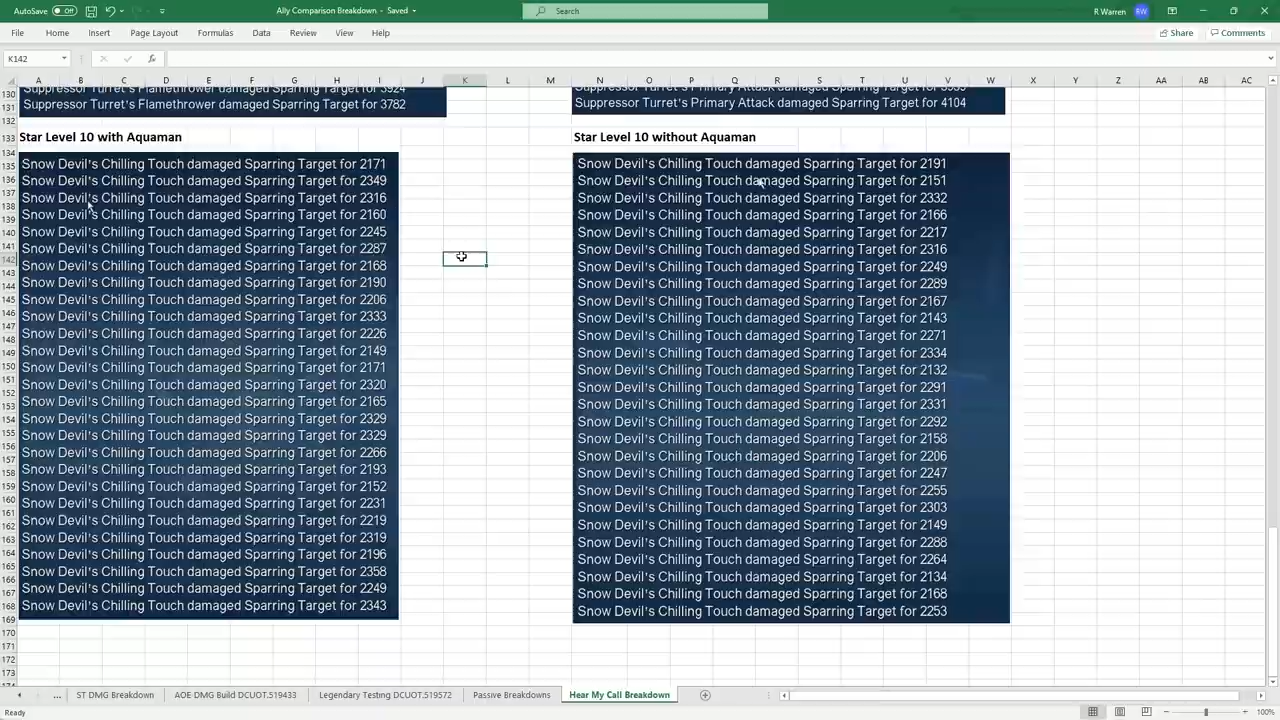 AutoSave Off Ally Comparison Breakdown - Saved Search R Warren RW
File Home Insert Page Layout Formulas Data Review View Help Share Comments
K142 fx
A B C D E F G H I J K L M N O P Q R S T U V W X Y Z AA AB AC
130 Suppressor Turret's Flamethrower damaged Sparring Target for 3924 Suppressor Turret's Primary Attack damaged Sparring Target for
131 Suppressor Turret's Flamethrower damaged Sparring Target for 3782 Suppressor Turret's Primary Attack damaged Sparring Target for 4104
132
133 Star Level 10 with Aquaman Star Level 10 without Aquaman
134
135 Snow Devil's Chilling Touch damaged Sparring Target for 2171 Snow Devil's Chilling Touch damaged Sparring Target for 2191
136 Snow Devil's Chilling Touch damaged Sparring Target for 2349 Snow Devil's Chilling Touch damaged Sparring Target for 2151
137 Snow Devil's Chilling Touch damaged Sparring Target for 2316 Snow Devil's Chilling Touch damaged Sparring Target for 2332
138
139 Snow Devil's Chilling Touch damaged Sparring Target for 2160 Snow Devil's Chilling Touch damaged Sparring Target for 2166
140 Snow Devil's Chilling Touch damaged Sparring Target for 2245 Snow Devil's Chilling Touch damaged Sparring Target for 2217
141 Snow Devil's Chilling Touch damaged Sparring Target for 2287 Snow Devil's Chilling Touch damaged Sparring Target for 2316
142 Snow Devil's Chilling Touch damaged Sparring Target for 2168 Snow Devil's Chilling Touch damaged Sparring Target for 2249
143
144 Snow Devil's Chilling Touch damaged Sparring Target for 2190 Snow Devil's Chilling Touch damaged Sparring Target for 2289
145 Snow Devil's Chilling Touch damaged Sparring Target for 2206 Snow Devil's Chilling Touch damaged Sparring Target for 2167
146 Snow Devil's Chilling Touch damaged Sparring Target for 2333 Snow Devil's Chilling Touch damaged Sparring Target for 2143
147 Snow Devil's Chilling Touch damaged Sparring Target for 2226 Snow Devil's Chilling Touch damaged Sparring Target for 2271
148
149 Snow Devil's Chilling Touch damaged Sparring Target for 2149 Snow Devil's Chilling Touch damaged Sparring Target for 2334
150 Snow Devil's Chilling Touch damaged Sparring Target for 2171 Snow Devil's Chilling Touch damaged Sparring Target for 2132
151 Snow Devil's Chilling Touch damaged Sparring Target for 2320 Snow Devil's Chilling Touch damaged Sparring Target for 2291
152
153 Snow Devil's Chilling Touch damaged Sparring Target for 2165 Snow Devil's Chilling Touch damaged Sparring Target for 2331
154 Snow Devil's Chilling Touch damaged Sparring Target for 2329 Snow Devil's Chilling Touch damaged Sparring Target for 2292
155 Snow Devil's Chilling Touch damaged Sparring Target for 2329 Snow Devil's Chilling Touch damaged Sparring Target for 2158
156 Snow Devil's Chilling Touch damaged Sparring Target for 2266 Snow Devil's Chilling Touch damaged Sparring Target for 2206
157
158 Snow Devil's Chilling Touch damaged Sparring Target for 2193 Snow Devil's Chilling Touch damaged Sparring Target for 2247
159 Snow Devil's Chilling Touch damaged Sparring Target for 2152 Snow Devil's Chilling Touch damaged Sparring Target for 2255
160 Snow Devil's Chilling Touch damaged Sparring Target for 2231 Snow Devil's Chilling Touch damaged Sparring Target for 2303
161
162 Snow Devil's Chilling Touch damaged Sparring Target for 2219 Snow Devil's Chilling Touch damaged Sparring Target for 2149
163 Snow Devil's Chilling Touch damaged Sparring Target for 2319 Snow Devil's Chilling Touch damaged Sparring Target for 2288
164 Snow Devil's Chilling Touch damaged Sparring Target for 2196 Snow Devil's Chilling Touch damaged Sparring Target for 2264
165
166 Snow Devil's Chilling Touch damaged Sparring Target for 2358 Snow Devil's Chilling Touch damaged Sparring Target for 2134
167 Snow Devil's Chilling Touch damaged Sparring Target for 2249 Snow Devil's Chilling Touch damaged Sparring Target for 2168
168 Snow Devil's Chilling Touch damaged Sparring Target for 2343 Snow Devil's Chilling Touch damaged Sparring Target for 2253
169
170
171
172
173
... ST DMG Breakdown AOE DMG Build DCUOT.519433 Legendary Testing DCUOT.519572 Passive Breakdowns Hear My Call Breakdown
Ready 100%